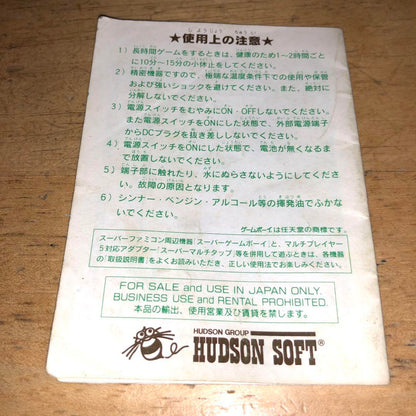 ★使用上の注意★
1）長時間ゲームをするときは、健康のため1～2時間ごと
に10分～15分の小休止をしてください。
2）精密機器ですので、極端な温度条件下での使用や保管
および強いショックを避けてください。また、絶対に
分解しないでください。
3）電源スイッチをむやみにON・OFFしないでください。
また電源スイッチをONにした状態で、外部電源端子
からDCプラグを抜き差ししないでください。
4）電源スイッチをONにした状態で、電池が無くなるま
で放置しないでください。
5）端子部に触れたり、水にぬらさないようにしてくださ
い。故障の原因となります。
6）シンナー・ベンジン・アルコール等の揮発油でふかな
いでください。
ゲームボーイは任天堂の商標です。
スーパーファミコン周辺機器「スーパーゲームボーイ」と、マルチプレイヤー
5対応アダプター「スーパーマルチタップ」等を併用して遊ぶときは、各機器
の「取扱説明書」をよくお読みいただき、正しい使用法でお楽しみください。
FOR SALE and USE IN JAPAN ONLY.
BUSINESS USE and RENTAL PROHIBITED.
本品の輸出、使用営業及び賃貸を禁じます。
HUDSON GROUP
HUDSON SOFT®